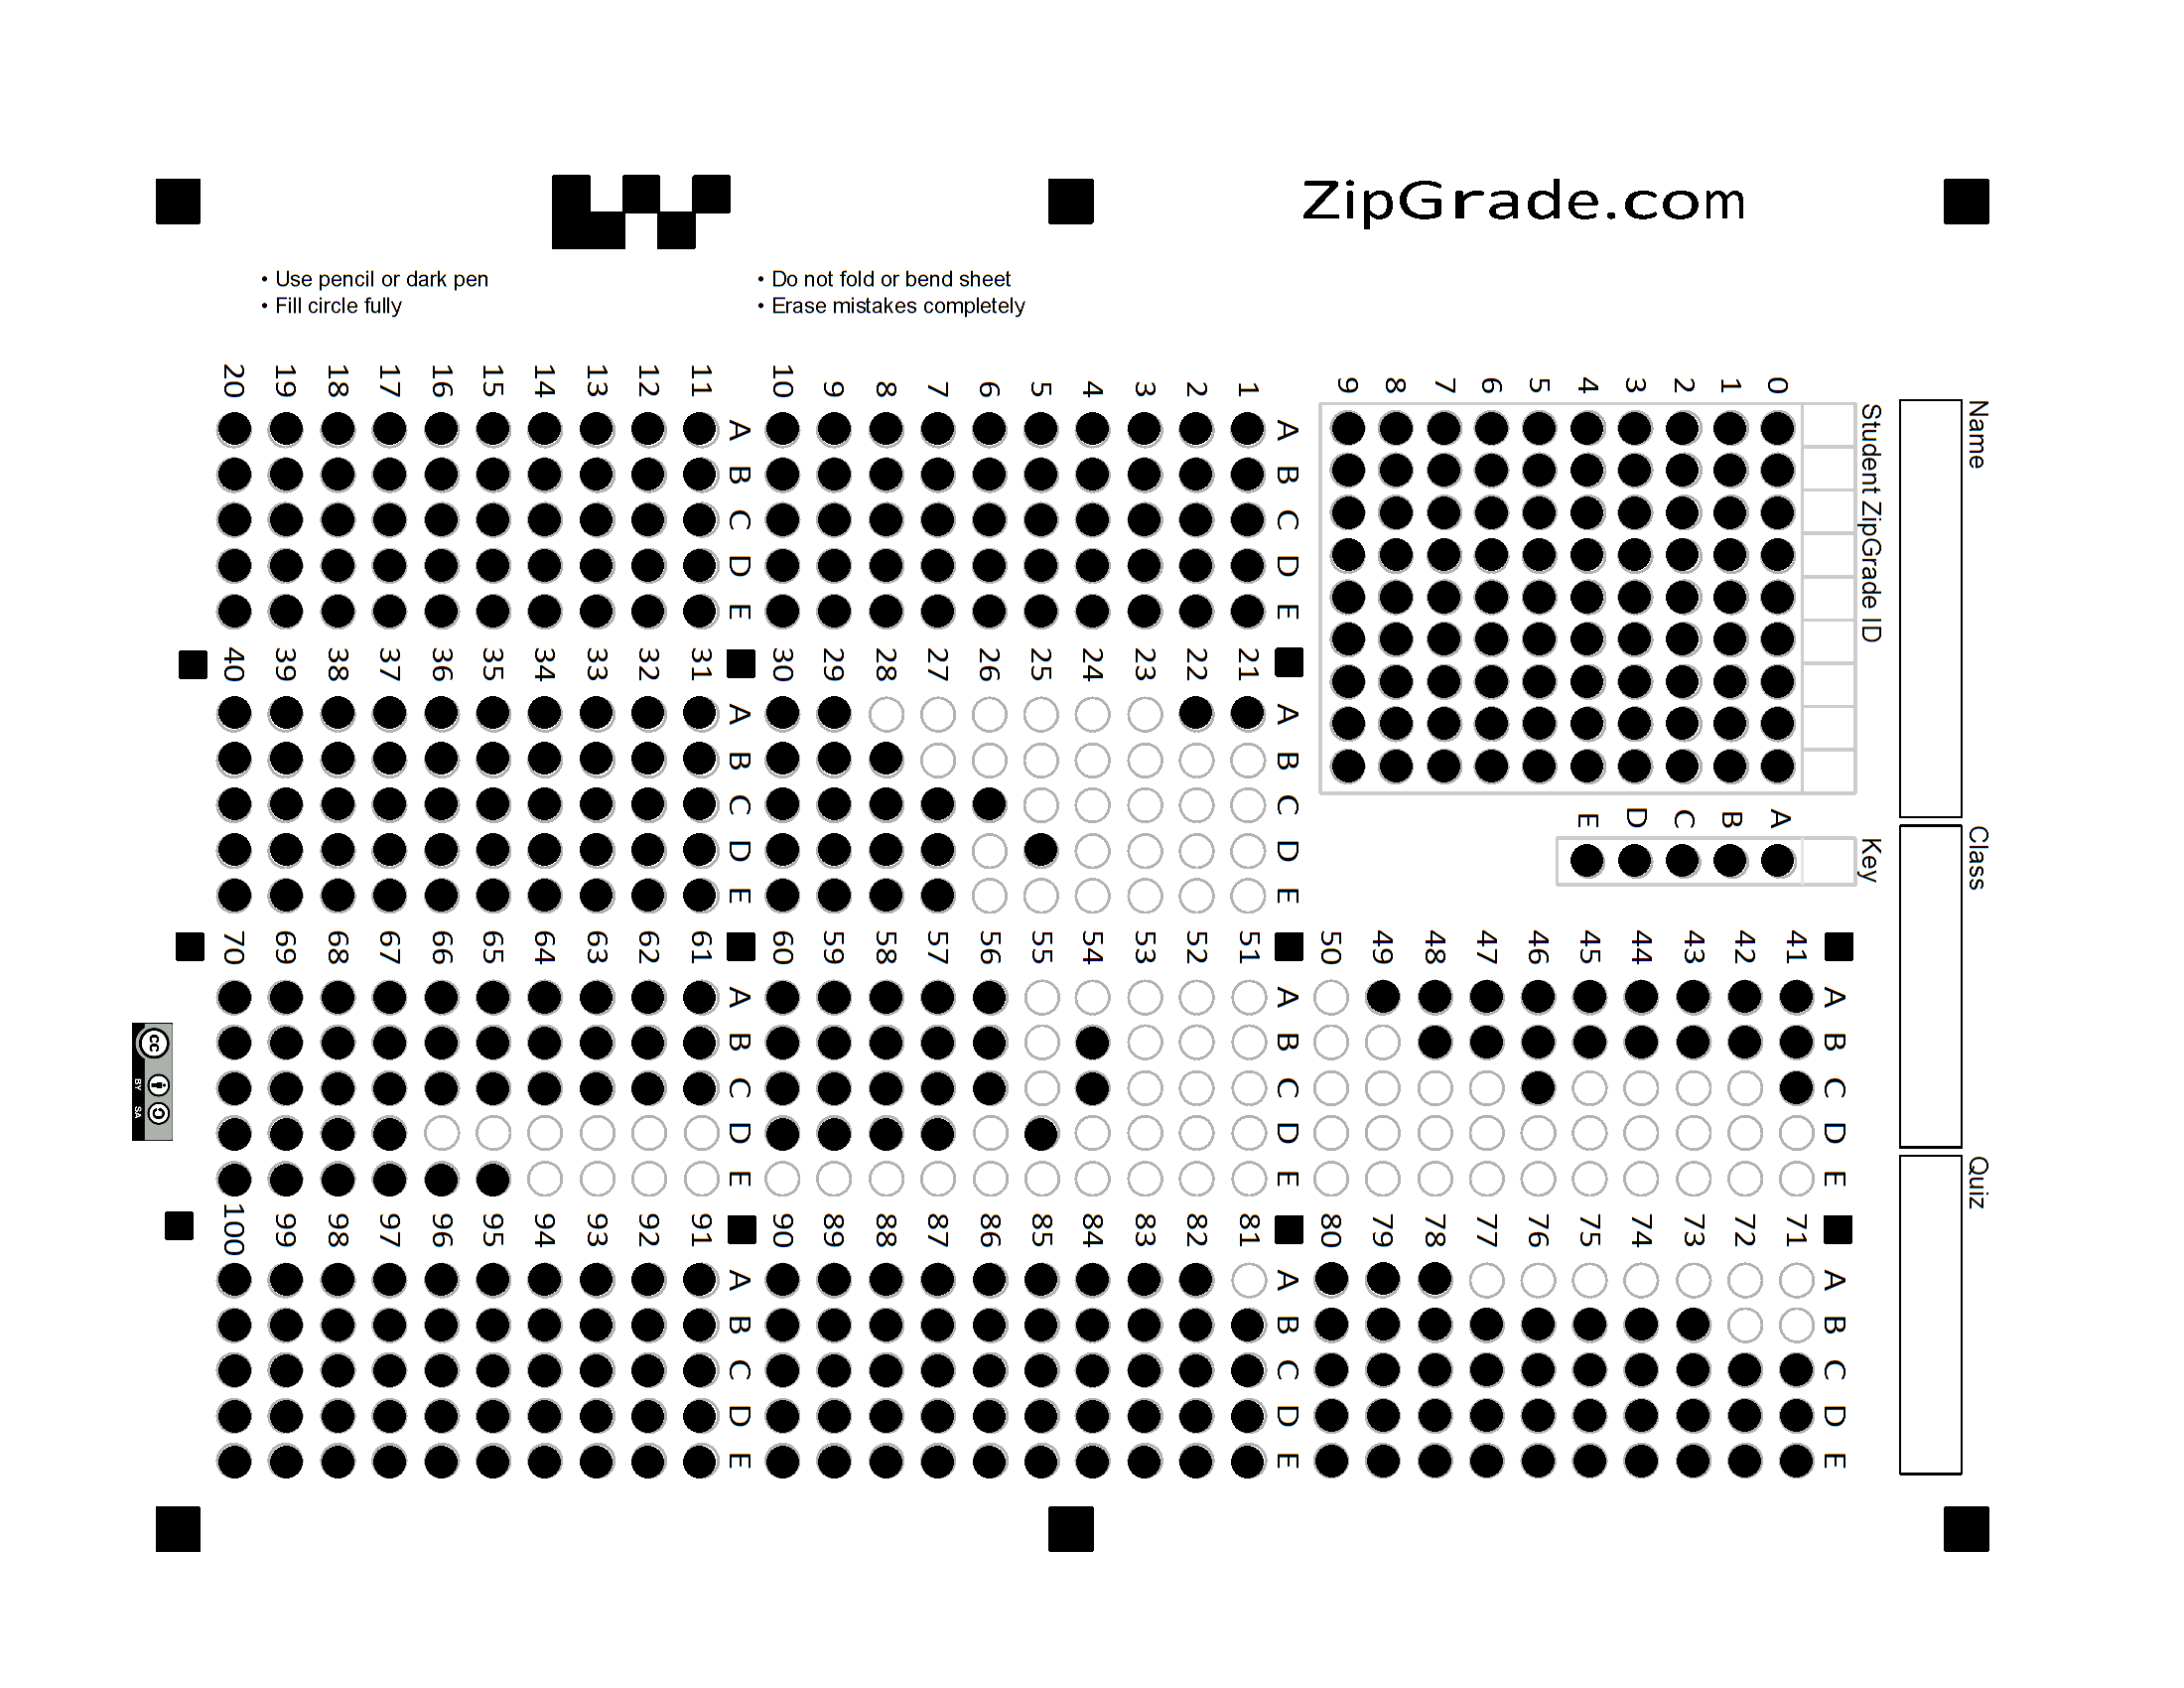 ZipGrade.com
• Use pencil or dark pen
• Fill circle fully
• Do not fold or bend sheet
• Erase mistakes completely
Name
Class
Quiz
Student ZipGrade ID
0 1 2 3 4 5 6 7 8 9
Key
A B C D E
A B C D E
1 2 3 4 5 6 7 8 9 10
A B C D E
11 12 13 14 15 16 17 18 19 20
A B C D E
21 22 23 24 25 26 27 28 29 30
A B C D E
31 32 33 34 35 36 37 38 39 40
A B C D E
41 42 43 44 45 46 47 48 49 50
A B C D E
51 52 53 54 55 56 57 58 59 60
A B C D E
61 62 63 64 65 66 67 68 69 70
A B C D E
71 72 73 74 75 76 77 78 79 80
A B C D E
81 82 83 84 85 86 87 88 89 90
A B C D E
91 92 93 94 95 96 97 98 99 100
cc
BY SA